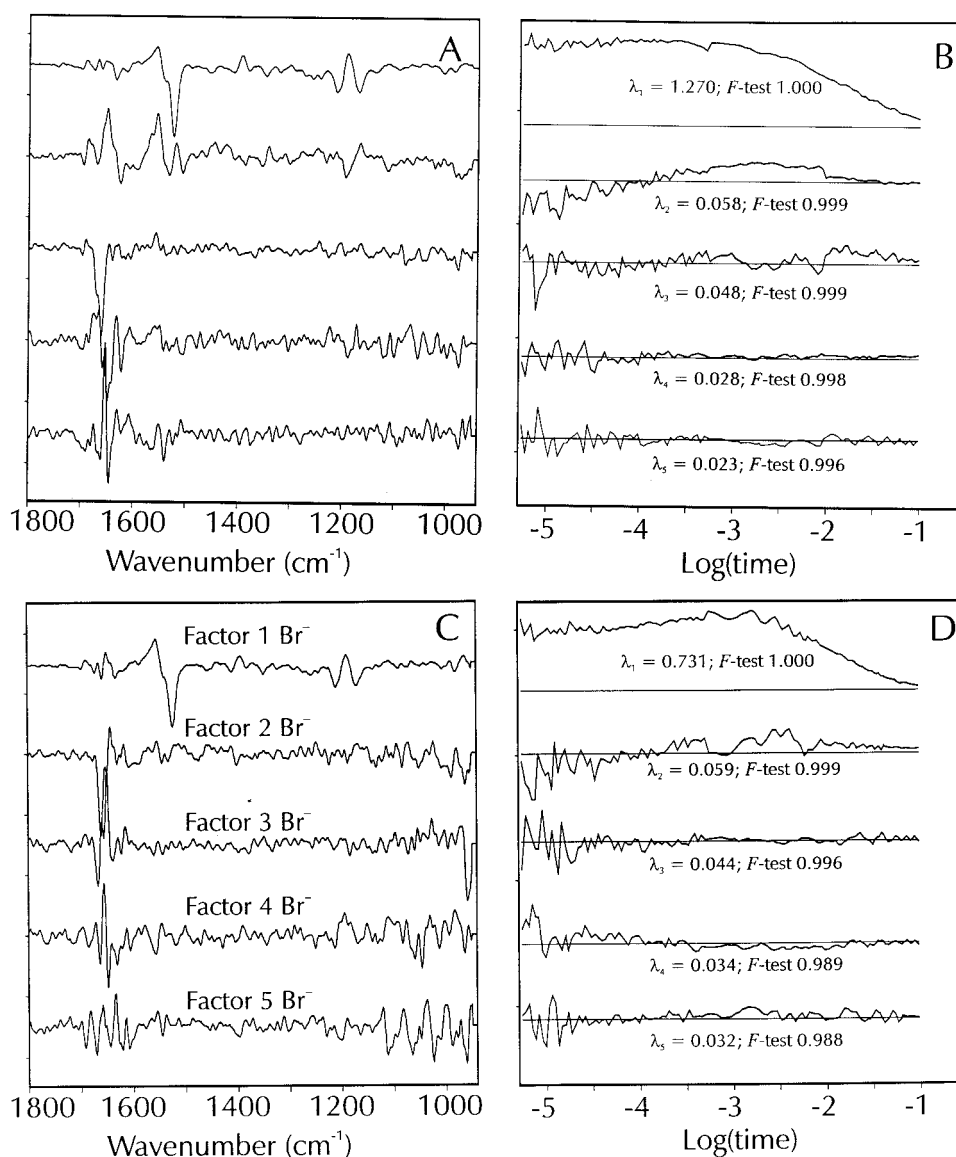 A
B
λ₁ = 1.270; F-test 1.000
λ₂ = 0.058; F-test 0.999
λ₃ = 0.048; F-test 0.999
λ₄ = 0.028; F-test 0.998
λ₅ = 0.023; F-test 0.996
1800 1600 1400 1200 1000
Wavenumber (cm⁻¹)
-5 -4 -3 -2 -1
Log(time)
C
Factor 1 Br⁻
Factor 2 Br⁻
Factor 3 Br⁻
Factor 4 Br⁻
Factor 5 Br⁻
D
λ₁ = 0.731; F-test 1.000
λ₂ = 0.059; F-test 0.999
λ₃ = 0.044; F-test 0.996
λ₄ = 0.034; F-test 0.989
λ₅ = 0.032; F-test 0.988
1800 1600 1400 1200 1000
Wavenumber (cm⁻¹)
-5 -4 -3 -2 -1
Log(time)